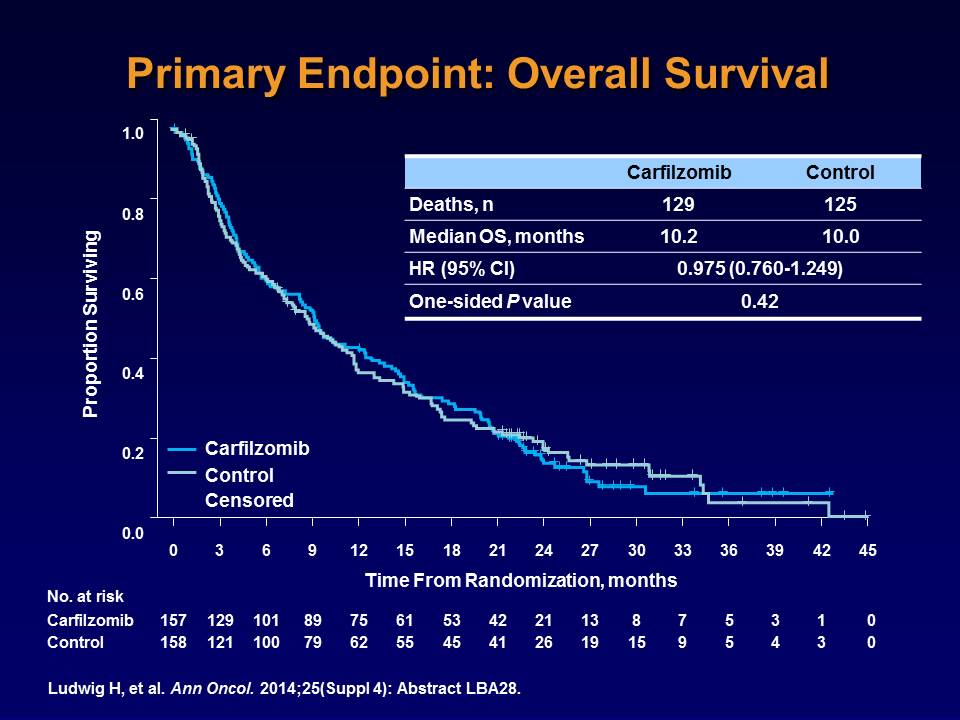 Primary Endpoint: Overall Survival
Proportion Surviving
1.0
0.8
0.6
0.4
0.2
0.0
Carfilzomib Control
Deaths, n 129 125
Median OS, months 10.2 10.0
HR (95% CI) 0.975 (0.760-1.249)
One-sided P value 0.42
Carfilzomib
Control
Censored
0 3 6 9 12 15 18 21 24 27 30 33 36 39 42 45
Time From Randomization, months
No. at risk
Carfilzomib 157 129 101 89 75 61 53 42 21 13 8 7 5 3 1 0
Control 158 121 100 79 62 55 45 41 26 19 15 9 5 4 3 0
Ludwig H, et al. Ann Oncol. 2014;25(Suppl 4): Abstract LBA28.